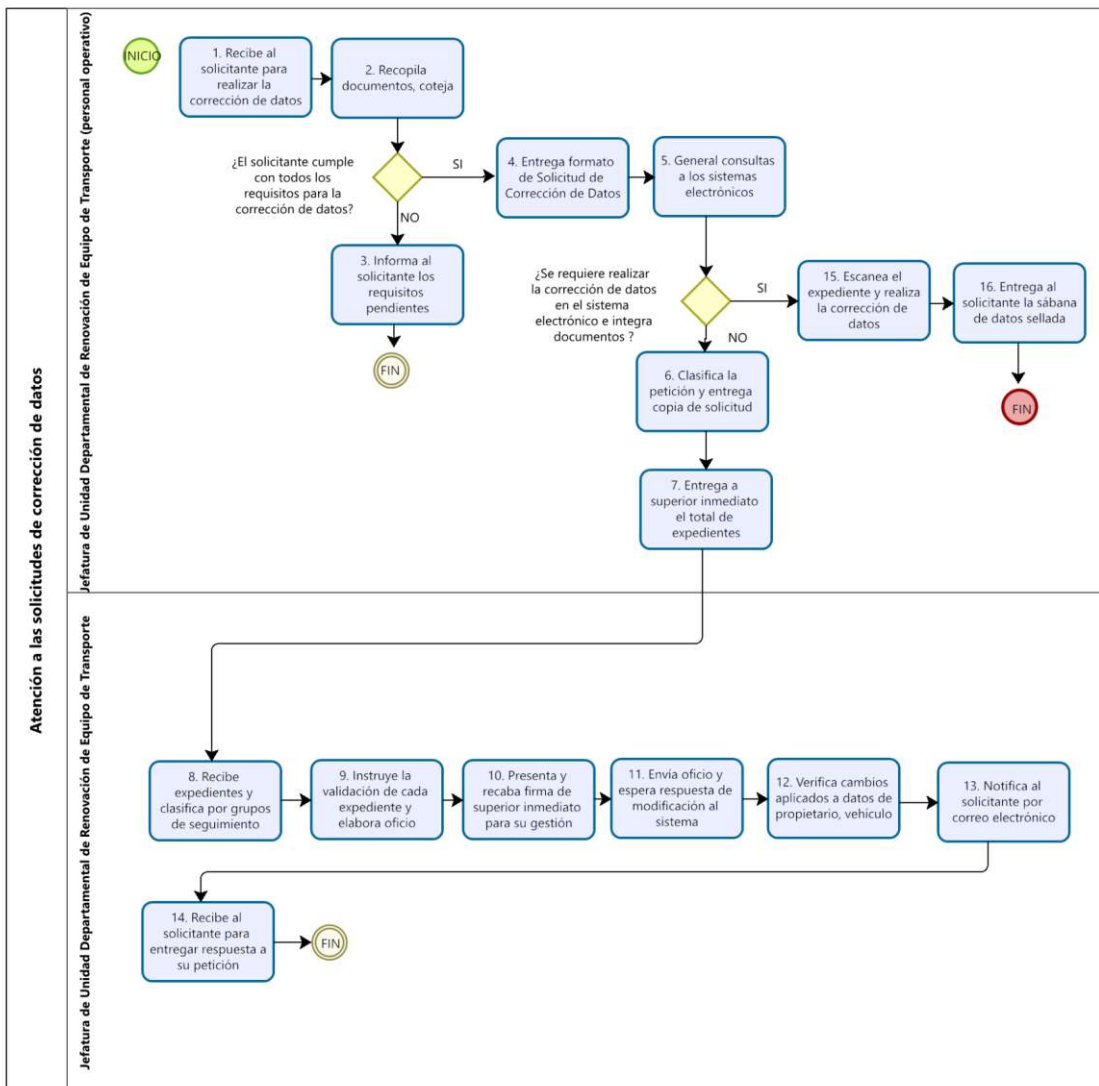 Atención a las solicitudes de corrección de datos
Jefatura de Unidad Departamental de Renovación de Equipo de Transporte (personal operativo)
INICIO
1. Recibe al
solicitante para
realizar la
corrección de datos
2. Recopila
documentos, coteja
¿El solicitante cumple
con todos los
requisitos para la
corrección de datos?
SI
NO
3. Informa al
solicitante los
requisitos
pendientes
FIN
4. Entrega formato
de Solicitud de
Corrección de Datos
5. General consultas
a los sistemas
electrónicos
¿Se requiere realizar
la corrección de datos
en el sistema
electrónico e integra
documentos ?
SI
NO
15. Escanea el
expediente y realiza
la corrección de
datos
16. Entrega al
solicitante la sábana
de datos sellada
FIN
6. Clasifica la
petición y entrega
copia de solicitud
7. Entrega a
superior inmediato
el total de
expedientes
Jefatura de Unidad Departamental de Renovación de Equipo de Transporte
8. Recibe
expedientes y
clasifica por grupos
de seguimiento
9. Instruye la
validación de cada
expediente y
elabora oficio
10. Presenta y
recaba firma de
superior inmediato
para su gestión
11. Envía oficio y
espera respuesta de
modificación al
sistema
12. Verifica cambios
aplicados a datos de
propietario, vehículo
13. Notifica al
solicitante por
correo electrónico
14. Recibe al
solicitante para
entregar respuesta a
su petición
FIN